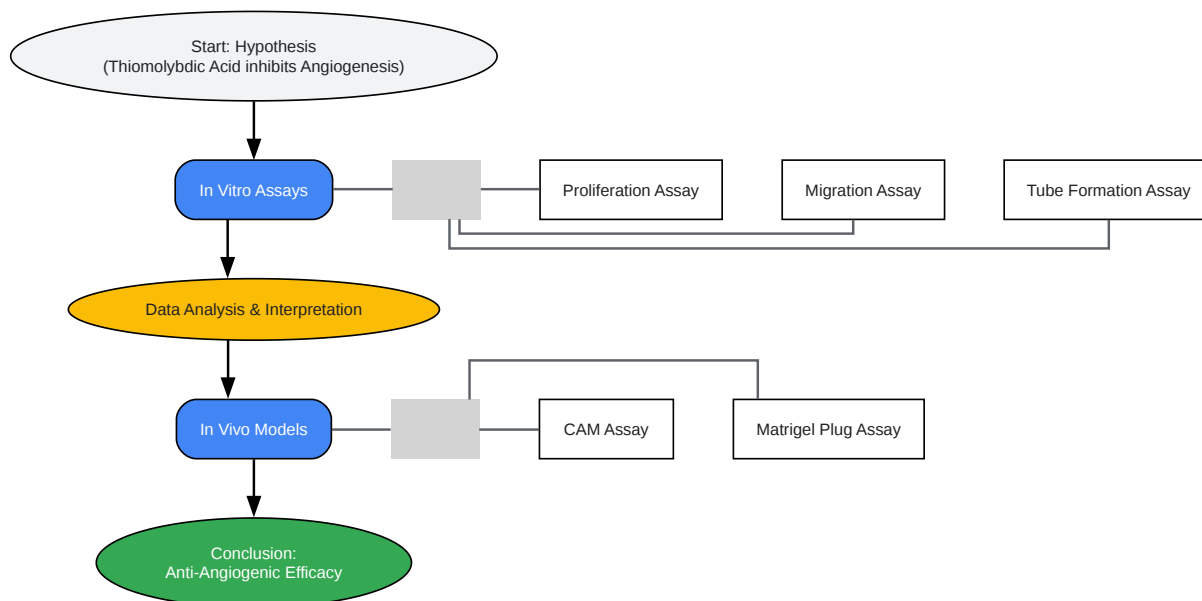 Start: Hypothesis
(Thiomolybdic Acid inhibits Angiogenesis)
In Vitro Assays
Proliferation Assay
Migration Assay
Tube Formation Assay
Data Analysis & Interpretation
In Vivo Models
CAM Assay
Matrigel Plug Assay
Conclusion:
Anti-Angiogenic Efficacy